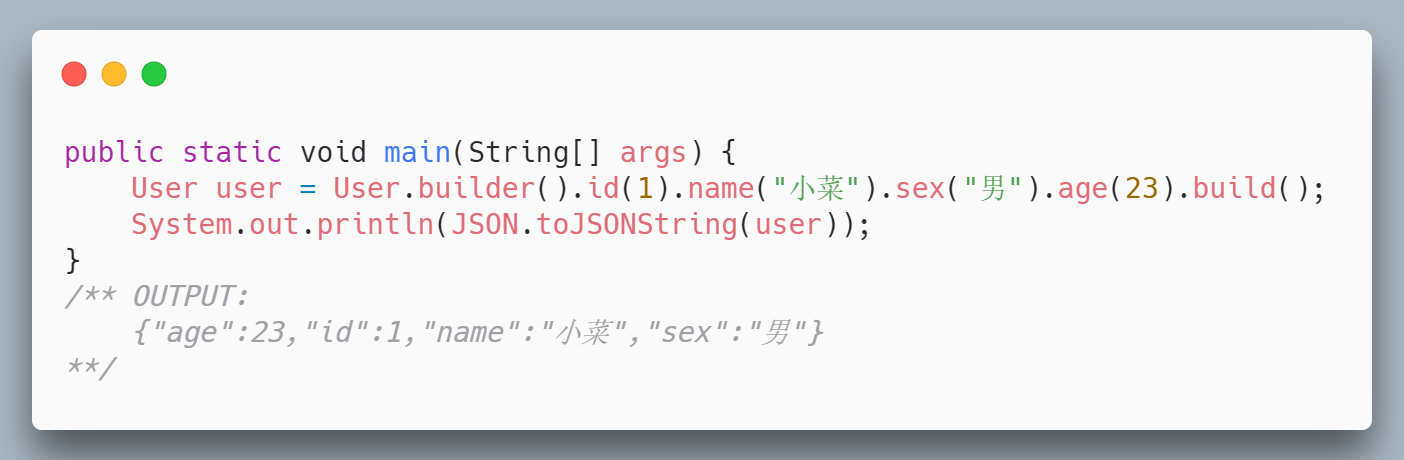 public static void main(String[] args) {
    User user = User.builder().id(1).name("小菜").sex("男").age(23).build();
    System.out.println(JSON.toJSONString(user));
}
/** OUTPUT:
    {"age":23,"id":1,"name":"小菜","sex":"男"}
**/